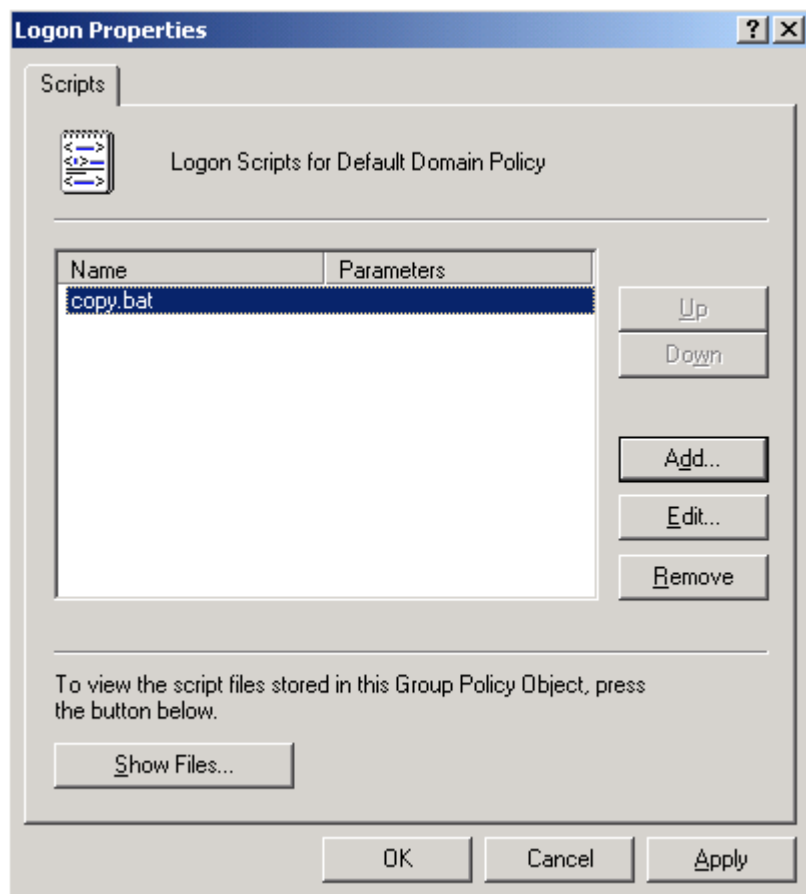 Logon Properties
Scripts
Logon Scripts for Default Domain Policy
Name Parameters
copy.bat
Up
Down
Add...
Edit...
Remove
To view the script files stored in this Group Policy Object, press
the button below.
Show Files...
OK Cancel Apply